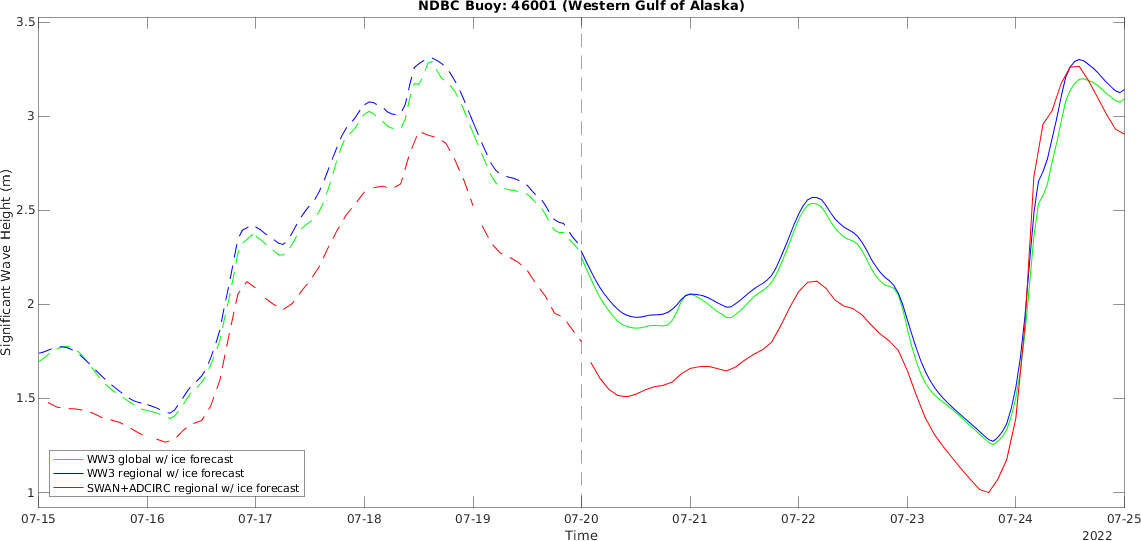 NDBC Buoy: 46001 (Western Gulf of Alaska)
3.5
3
2.5
2
1.5
1
Significant Wave Height (m)
WW3 global w/ ice forecast
WW3 regional w/ ice forecast
SWAN+ADCIRC regional w/ ice forecast
07-15 07-16 07-17 07-18 07-19 07-20 07-21 07-22 07-23 07-24 07-25
Time
2022